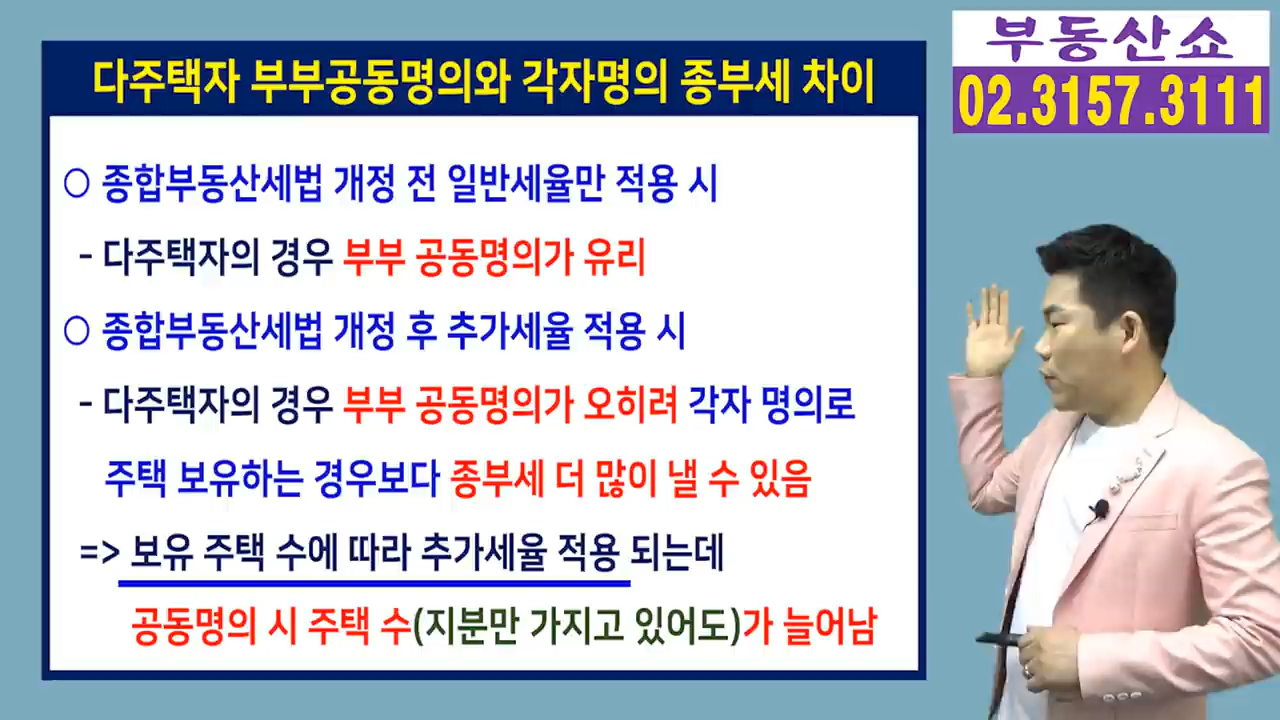 부동산쇼
02.3157.3111
다주택자 부부공동명의와 각자명의 종부세 차이
○ 종합부동산세법 개정 전 일반세율만 적용 시
- 다주택자의 경우 부부 공동명의가 유리
○ 종합부동산세법 개정 후 추가세율 적용 시
- 다주택자의 경우 부부 공동명의가 오히려 각자 명의로
주택 보유하는 경우보다 종부세 더 많이 낼 수 있음
=> 보유 주택 수에 따라 추가세율 적용 되는데
공동명의 시 주택 수(지분만 가지고 있어도)가 늘어남